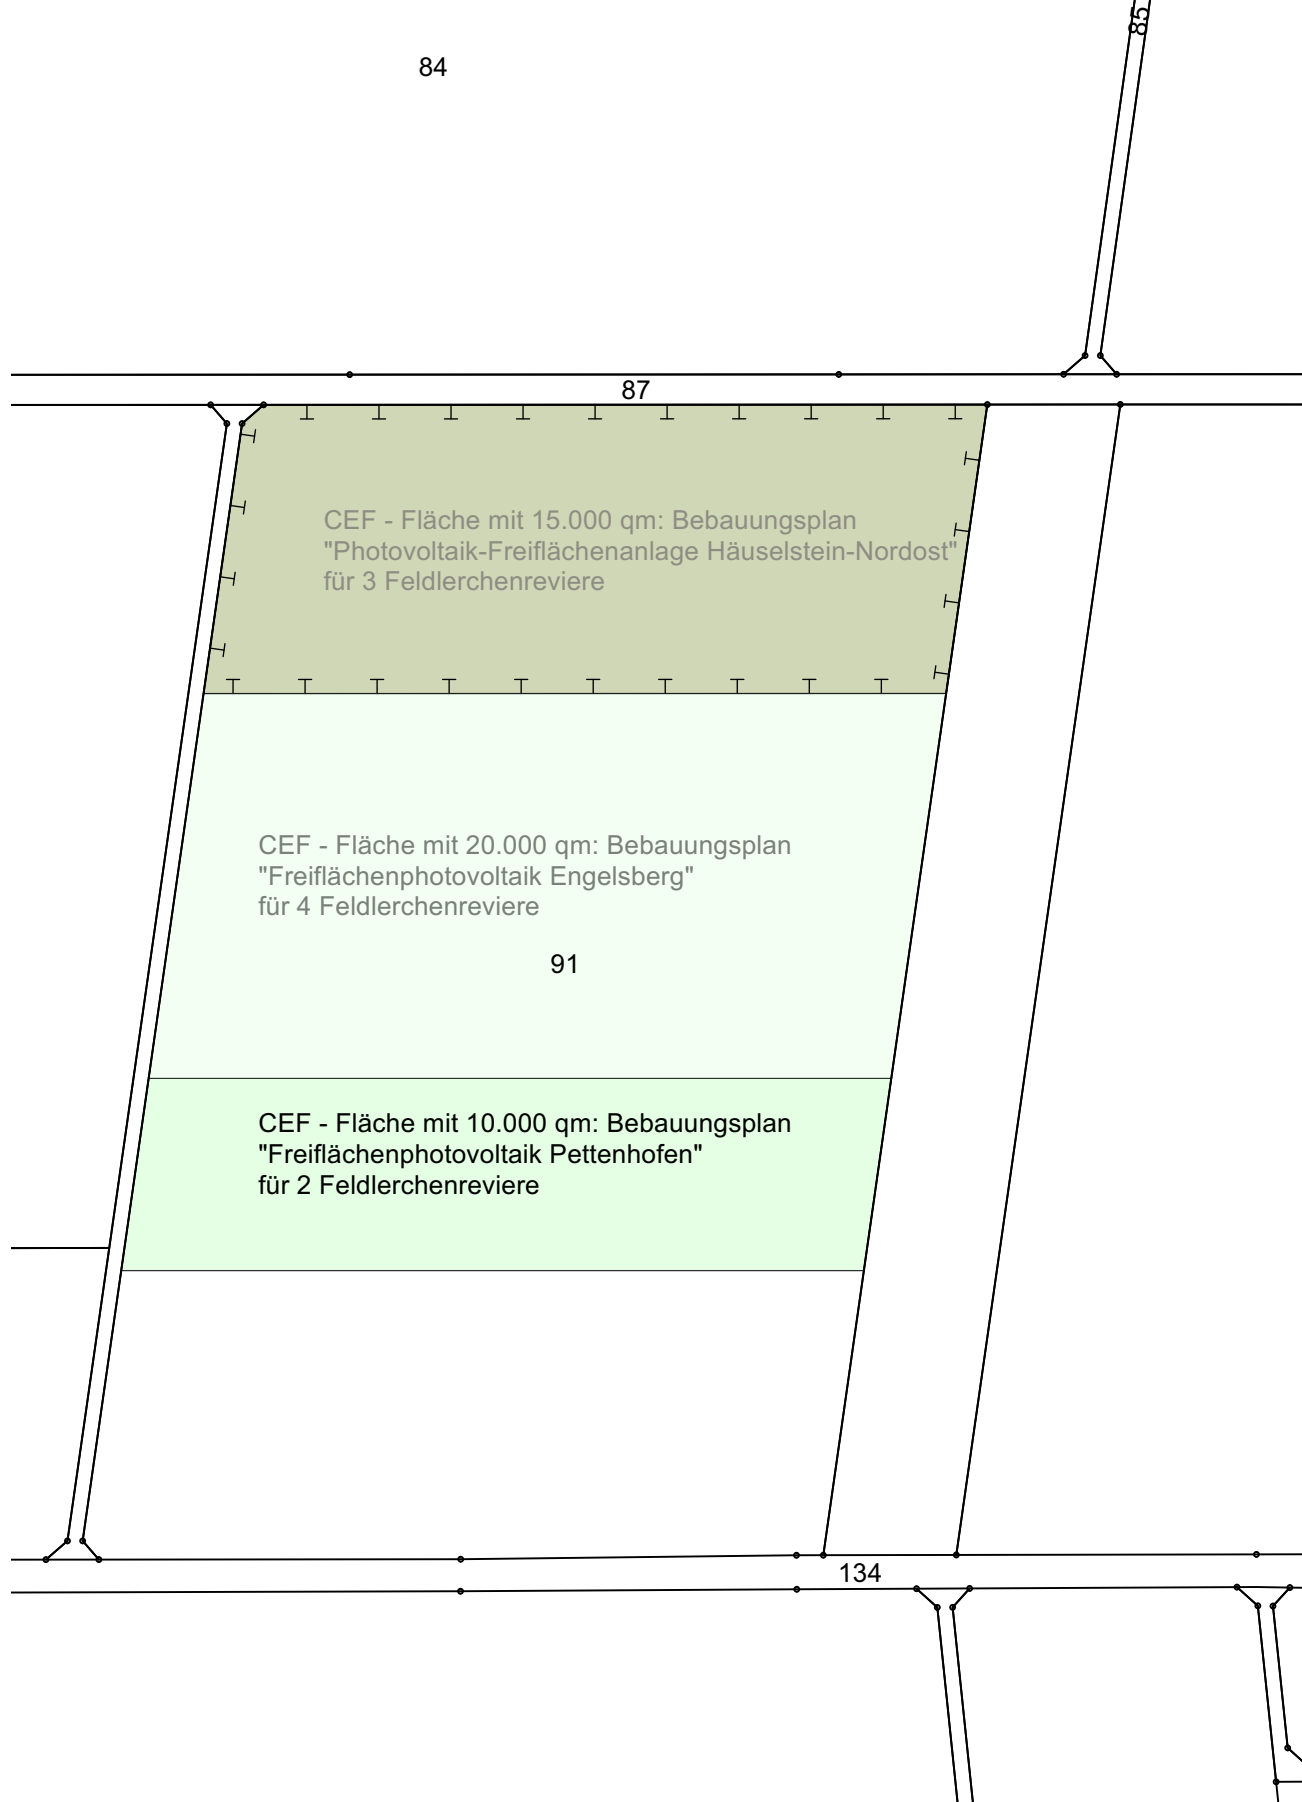 85
84
87
CEF - Fläche mit 15.000 qm: Bebauungsplan
"Photovoltaik-Freiflächenanlage Häuselstein-Nordost"
für 3 Feldlerchenreviere
CEF - Fläche mit 20.000 qm: Bebauungsplan
"Freiflächenphotovoltaik Engelsberg"
für 4 Feldlerchenreviere
91
CEF - Fläche mit 10.000 qm: Bebauungsplan
"Freiflächenphotovoltaik Pettenhofen"
für 2 Feldlerchenreviere
134